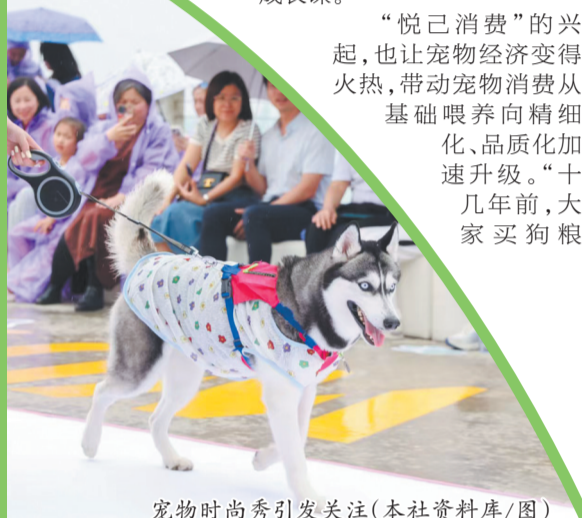 成长课。
“悦己消费”的兴
起,也让宠物经济变得
火热,带动宠物消费从
基础喂养向精细
化、品质化加
速升级。“十
几年前,大
家买狗粮
宠物时尚秀引发关注(本社资料库/图)